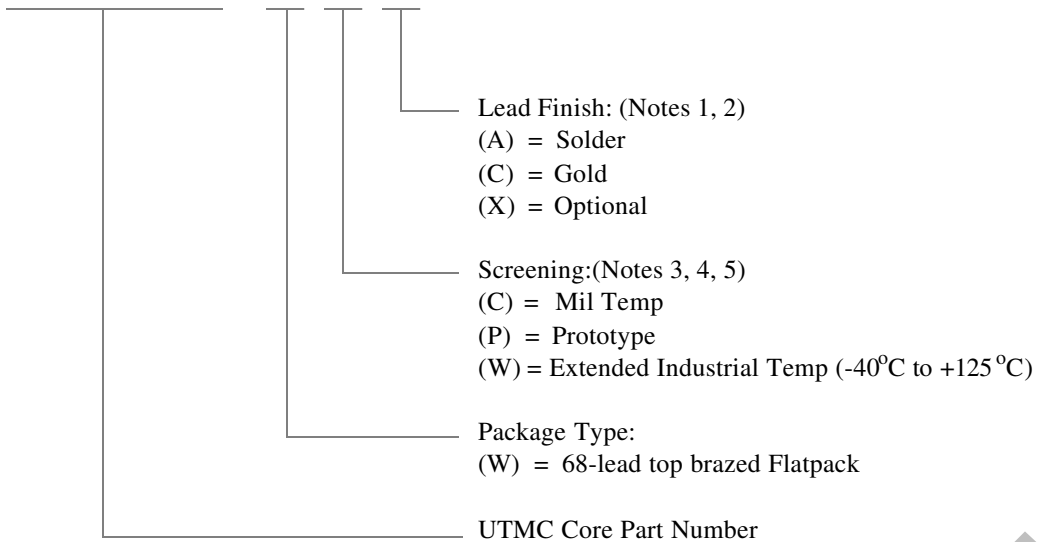 Lead Finish: (Notes 1, 2)
(A) = Solder
(C) = Gold
(X) = Optional
Screening:(Notes 3, 4, 5)
(C) = Mil Temp
(P) = Prototype
(W) = Extended Industrial Temp (-40°C to +125 °C)
Package Type:
(W) = 68-lead top brazed Flatpack
UTMC Core Part Number